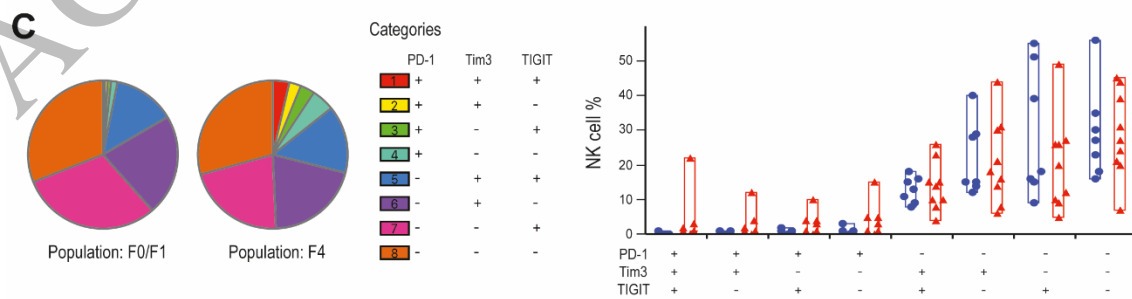 C
AC
Categories
PD-1 Tim3 TIGIT
1 + + +
2 + + -
3 + - +
4 + - -
5 - + +
6 - + -
7 - - +
8 - - -
Population: F0/F1 Population: F4
NK cell %
50
40
30
20
10
0
PD-1 + + + + - - - -
Tim3 + + - - + + - -
TIGIT + - + - + - + -